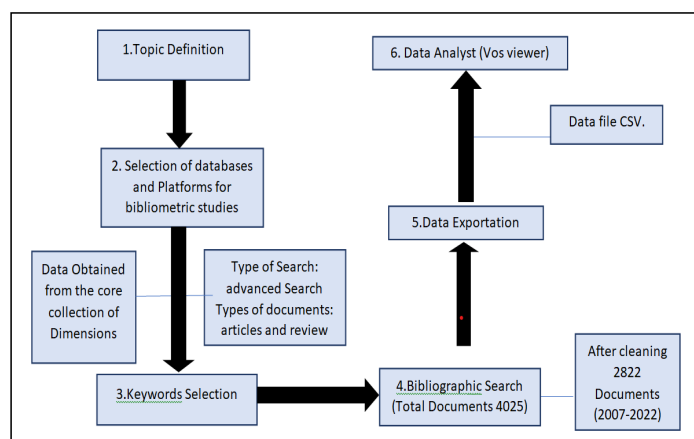 1.Topic Definition
2. Selection of databases
and Platforms for
bibliometric studies
Data Obtained
from the core
collection of
Dimensions
Type of Search:
advanced Search
Types of documents:
articles and review
3.Keywords Selection
4.Bibliographic Search
(Total Documents 4025)
After cleaning
2822
Documents
(2007-2022)
5.Data Exportation
Data file CSV.
6. Data Analyst (Vos viewer)